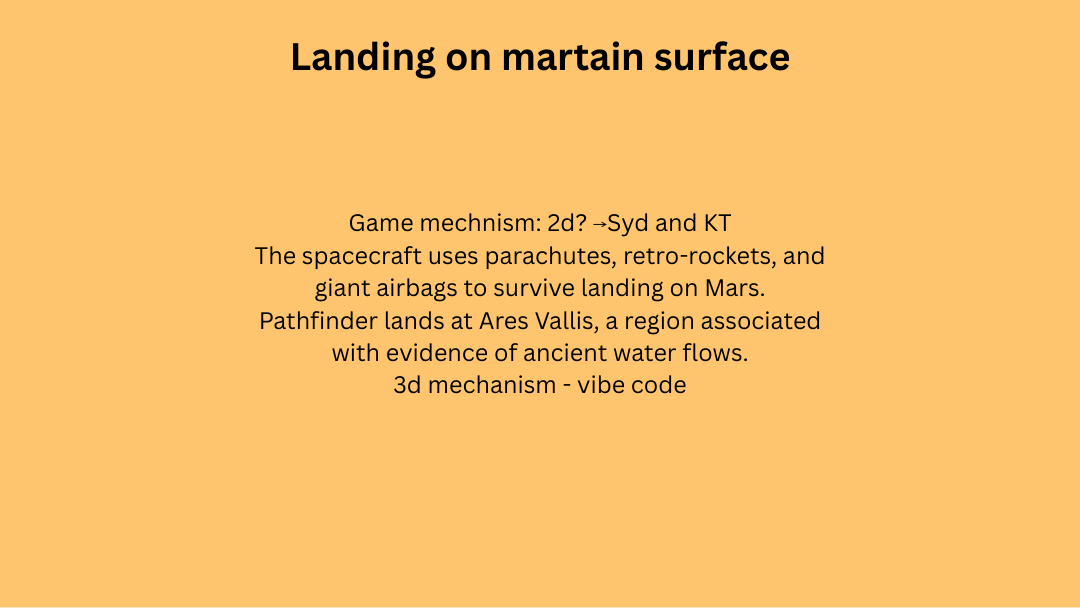 Landing on martain surface
Game mechnism: 2d? →Syd and KT
The spacecraft uses parachutes, retro-rockets, and
giant airbags to survive landing on Mars.
Pathfinder lands at Ares Vallis, a region associated
with evidence of ancient water flows.
3d mechanism - vibe code